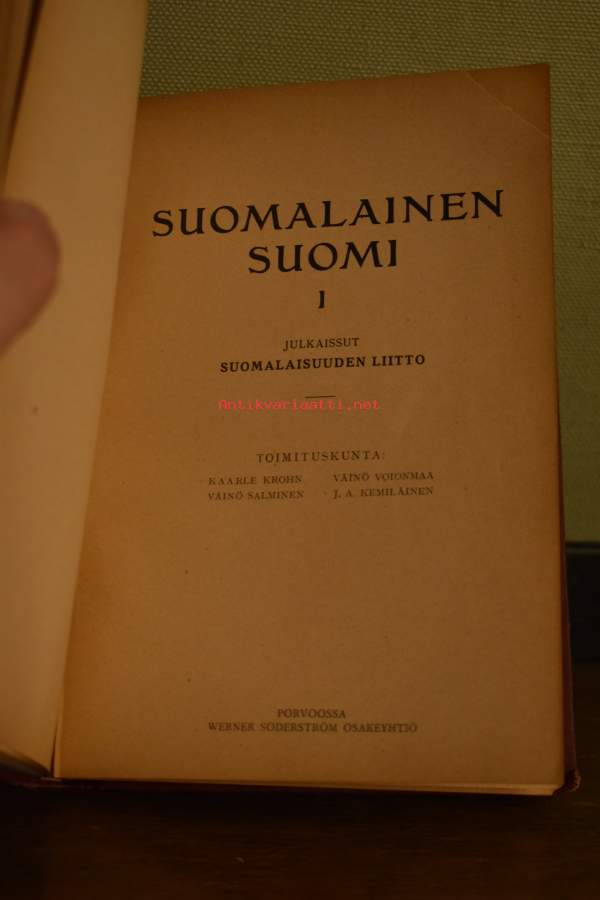 SUOMALAINEN
SUOMI
I
JULKAISSUT
SUOMALAISUUDEN LIITTO
Antikvariaatti.net
TOIMITUSKUNTA:
KAARLE KROHN VÄINÖ VOIONMAA
VÄINÖ SALMINEN J. A. KEMILÄINEN
PORVOOSSA
WERNER SÖDERSTRÖM OSAKEYHTIÖ